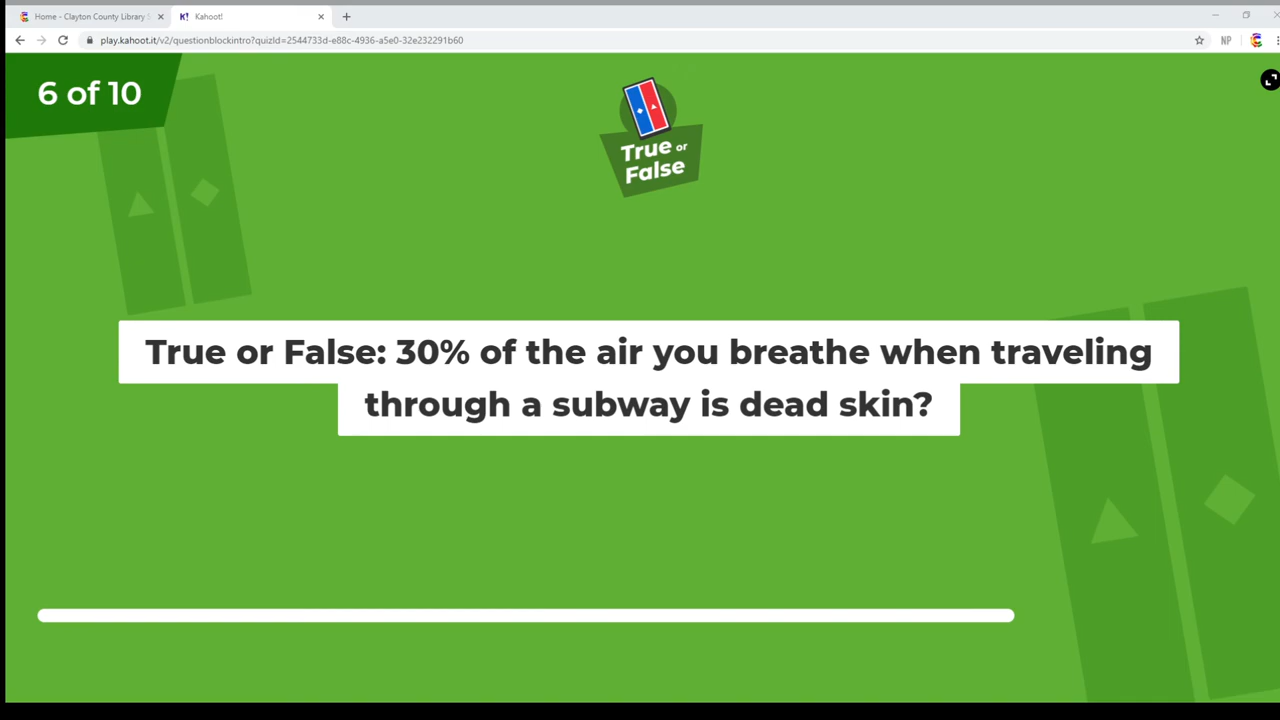 Home - Clayton County Library S
Kahoot!
play.kahoot.it/v2/questionblockintro?quizId=2544733d-e88c-4936-a5e0-32e232291b60
NP
6 of 10
True or
False
True or False: 30% of the air you breathe when traveling
through a subway is dead skin?